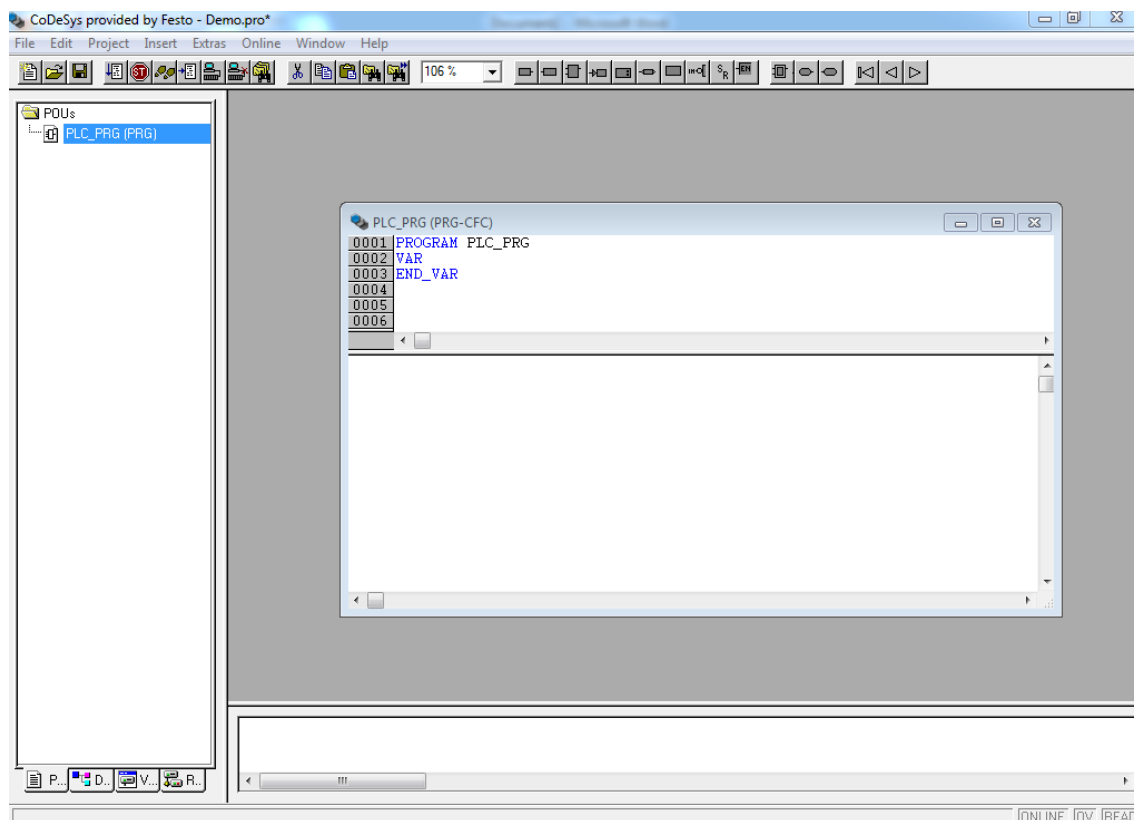 CoDeSys provided by Festo - Demo.pro*
File Edit Project Insert Extras Online Window Help
106 %
POUs
PLC_PRG (PRG)
PLC_PRG (PRG-CFC)
0001 PROGRAM PLC_PRG
0002 VAR
0003 END_VAR
0004
0005
0006
P... D.. V... R..
ONLINE OV READ